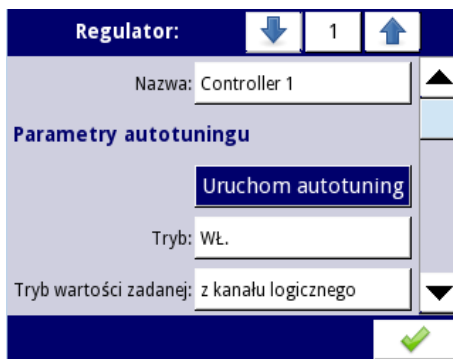 Regulator: 1
Nazwa: Controller 1
Parametry autotuningu
Uruchom autotuning
Tryb: WŁ.
Tryb wartości zadanej: z kanału logicznego